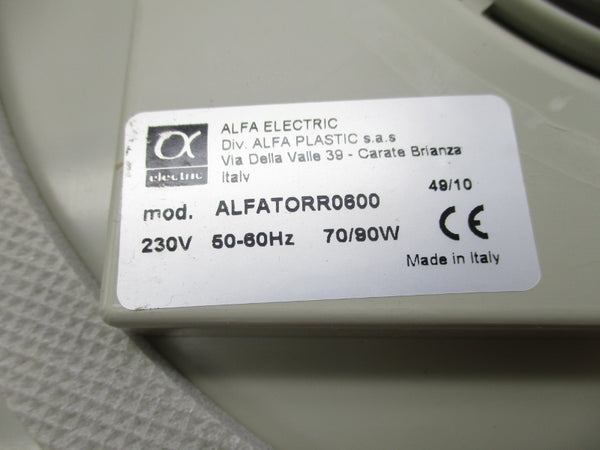 α
electric
ALFA ELECTRIC
Div. ALFA PLASTIC s.a.s
Via Della Valle 39 - Carate Brianza
Italy
49/10
mod. ALFATORR0600
230V 50-60Hz 70/90W CE
Made in Italy